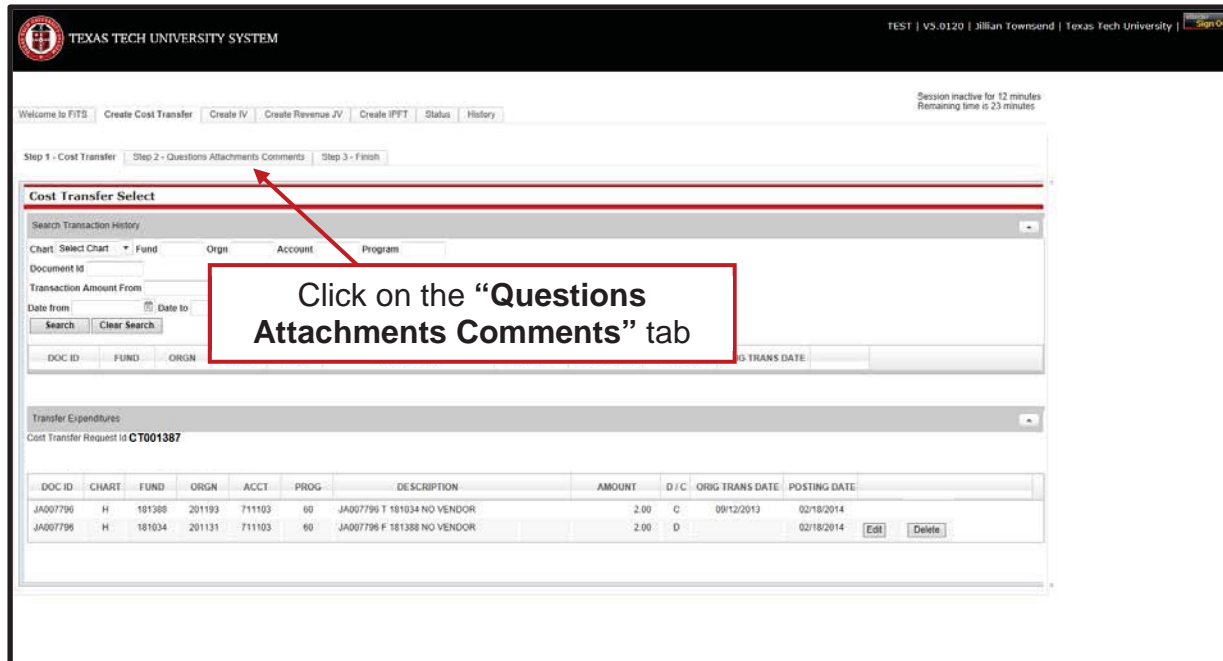 TEXAS TECH UNIVERSITY SYSTEM
TEST | V5.0120 | Jillian Townsend | Texas Tech University |
Sign O
Session inactive for 12 minutes
Remaining time is 23 minutes
Welcome to FiTS Create Cost Transfer Create IV Create Revenue JV Create IPFT Status History
Step 1 - Cost Transfer Step 2 - Questions Attachments Comments Step 3 - Finish
Cost Transfer Select
Search Transaction History
Chart Select Chart Fund Orgn Account Program
Document Id
Transaction Amount From
Date from Date to
Search Clear Search
Click on the “Questions
Attachments Comments” tab
DOC ID FUND ORGN TRANS DATE
Transfer Expenditures
Cost Transfer Request Id CT001387
DOC ID CHART FUND ORGN ACCT PROG DESCRIPTION AMOUNT D / C ORIG TRANS DATE POSTING DATE
JA007796 H 181388 201193 711103 60 JA007796 T 181034 NO VENDOR 2.00 C 09/12/2013 02/18/2014
JA007796 H 181034 201131 711103 60 JA007796 F 181388 NO VENDOR 2.00 D 02/18/2014 Edit Delete